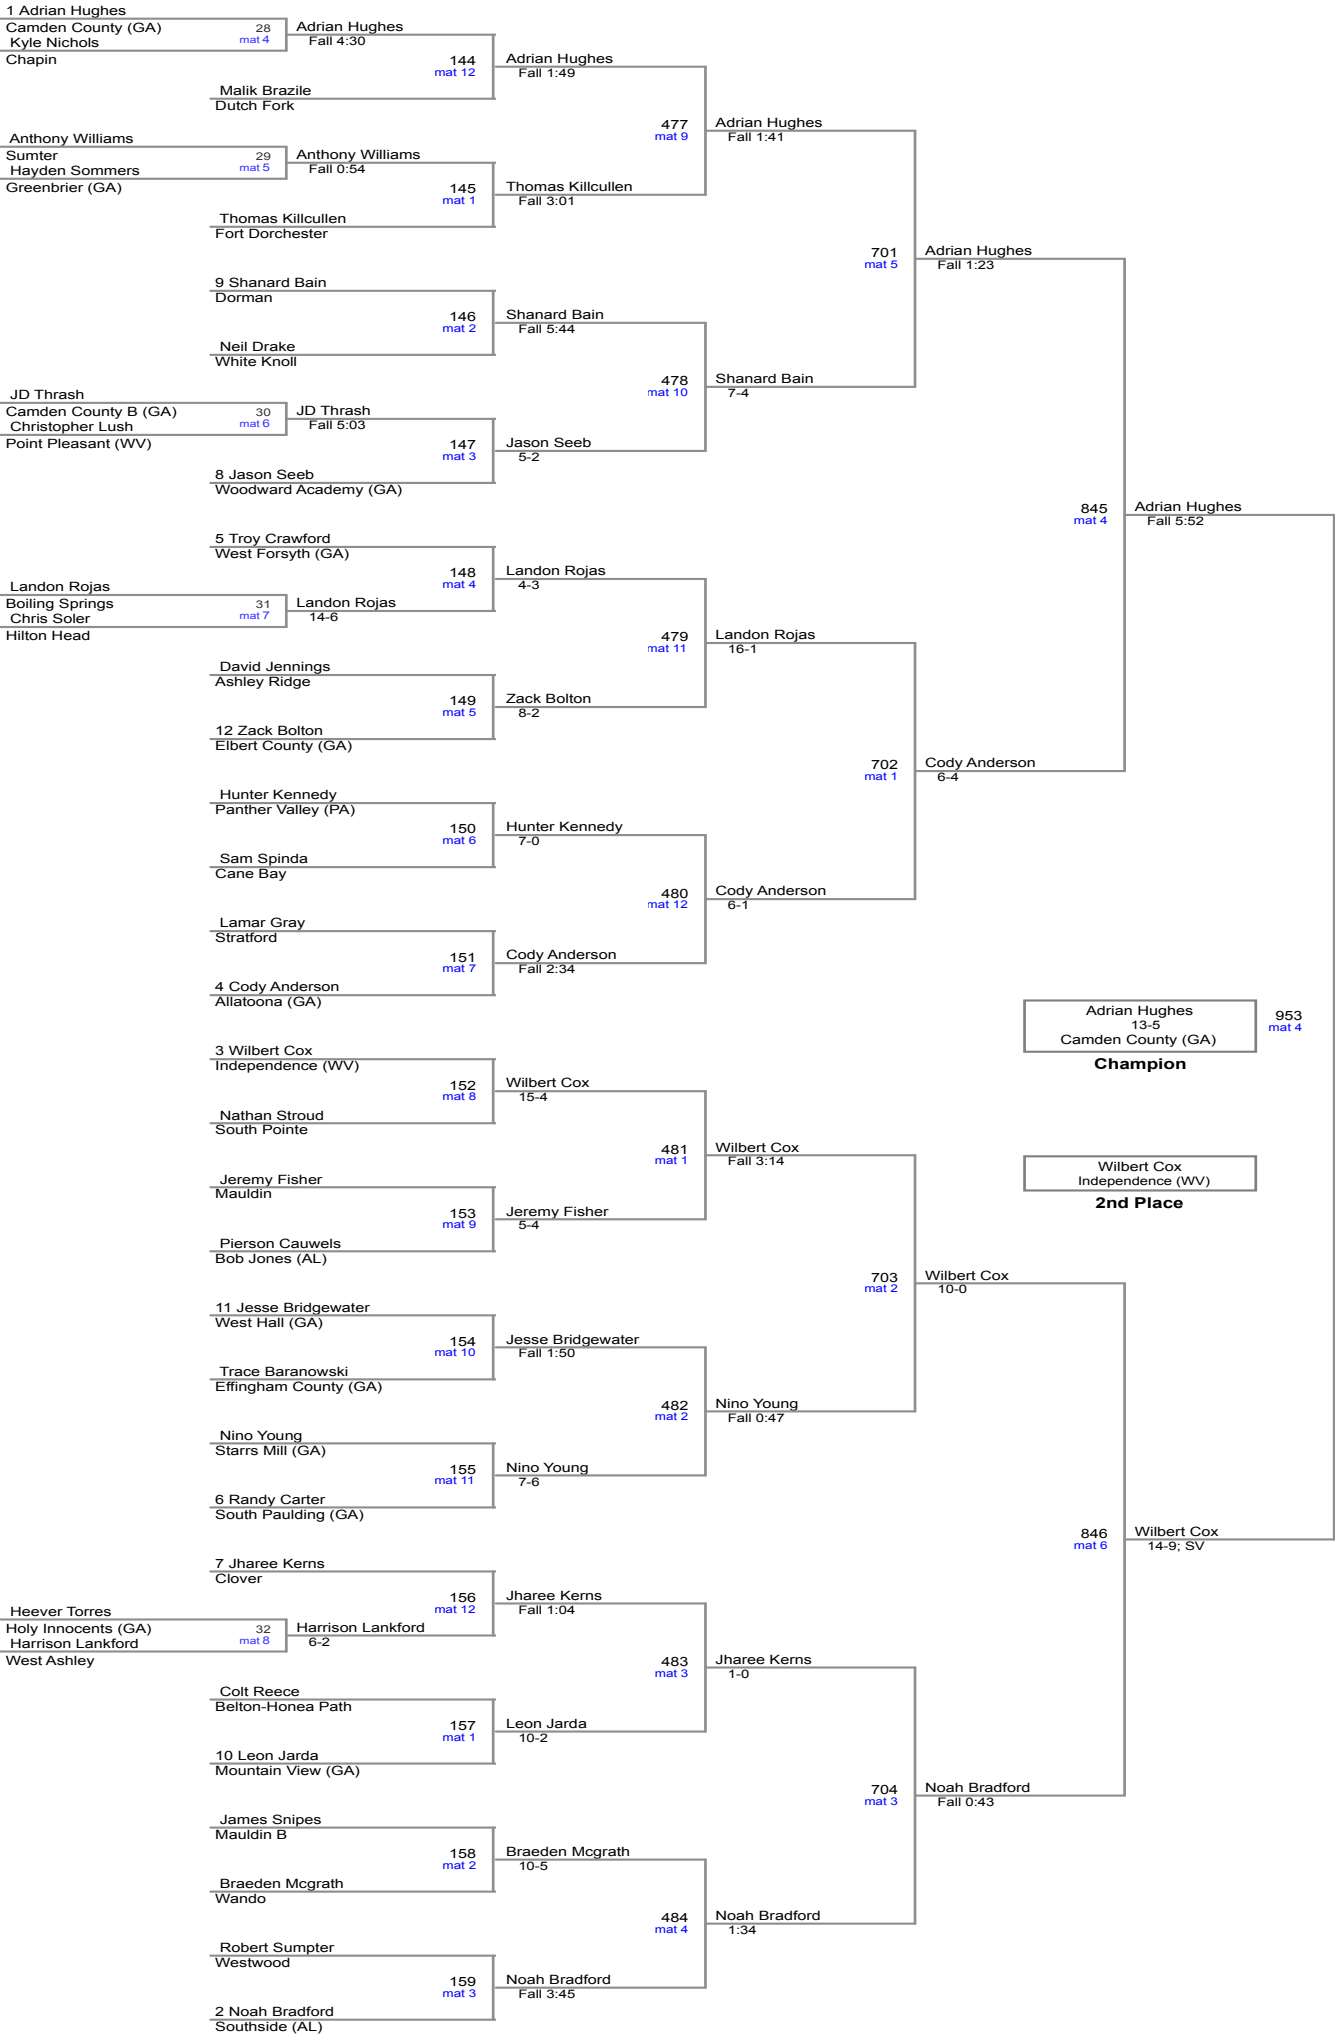 1 Adrian Hughes
Camden County (GA)
Kyle Nichols
Chapin
28
mat 4
Adrian Hughes
Fall 4:30
Malik Brazile
Dutch Fork
144
mat 12
Adrian Hughes
Fall 1:49
Anthony Williams
Sumter
Hayden Sommers
Greenbrier (GA)
29
mat 5
Anthony Williams
Fall 0:54
Thomas Killcullen
Fort Dorchester
145
mat 1
Thomas Killcullen
Fall 3:01
477
mat 9
Adrian Hughes
Fall 1:41
9 Shanard Bain
Dorman
Neil Drake
White Knoll
146
mat 2
Shanard Bain
Fall 5:44
JD Thrash
Camden County B (GA)
Christopher Lush
Point Pleasant (WV)
30
mat 6
JD Thrash
Fall 5:03
8 Jason Seeb
Woodward Academy (GA)
147
mat 3
Jason Seeb
5-2
478
mat 10
Shanard Bain
7-4
701
mat 5
Adrian Hughes
Fall 1:23
5 Troy Crawford
West Forsyth (GA)
Landon Rojas
Boiling Springs
Chris Soler
Hilton Head
31
mat 7
Landon Rojas
14-6
148
mat 4
Landon Rojas
4-3
David Jennings
Ashley Ridge
12 Zack Bolton
Elbert County (GA)
149
mat 5
Zack Bolton
8-2
479
mat 11
Landon Rojas
16-1
Hunter Kennedy
Panther Valley (PA)
Sam Spinda
Cane Bay
150
mat 6
Hunter Kennedy
7-0
Lamar Gray
Stratford
4 Cody Anderson
Allatoona (GA)
151
mat 7
Cody Anderson
Fall 2:34
480
mat 12
Cody Anderson
6-1
702
mat 1
Cody Anderson
6-4
845
mat 4
Adrian Hughes
Fall 5:52
Adrian Hughes
13-5
Camden County (GA)
Champion
953
mat 4
Wilbert Cox
Independence (WV)
2nd Place
3 Wilbert Cox
Independence (WV)
Nathan Stroud
South Pointe
152
mat 8
Wilbert Cox
15-4
Jeremy Fisher
Mauldin
Pierson Cauwels
Bob Jones (AL)
153
mat 9
Jeremy Fisher
5-4
481
mat 1
Wilbert Cox
Fall 3:14
11 Jesse Bridgewater
West Hall (GA)
Trace Baranowski
Effingham County (GA)
154
mat 10
Jesse Bridgewater
Fall 1:50
Nino Young
Starrs Mill (GA)
6 Randy Carter
South Paulding (GA)
155
mat 11
Nino Young
7-6
482
mat 2
Nino Young
Fall 0:47
703
mat 2
Wilbert Cox
10-0
7 Jharee Kerns
Clover
Heever Torres
Holy Innocents (GA)
Harrison Lankford
West Ashley
32
mat 8
Harrison Lankford
6-2
156
mat 12
Jharee Kerns
Fall 1:04
Colt Reece
Belton-Honea Path
10 Leon Jarda
Mountain View (GA)
157
mat 1
Leon Jarda
10-2
483
mat 3
Jharee Kerns
1-0
James Snipes
Mauldin B
Braeden Mcgrath
Wando
158
mat 2
Braeden Mcgrath
10-5
Robert Sumpter
Westwood
2 Noah Bradford
Southside (AL)
159
mat 3
Noah Bradford
Fall 3:45
484
mat 4
Noah Bradford
1:34
704
mat 3
Noah Bradford
Fall 0:43
846
mat 6
Wilbert Cox
14-9; SV